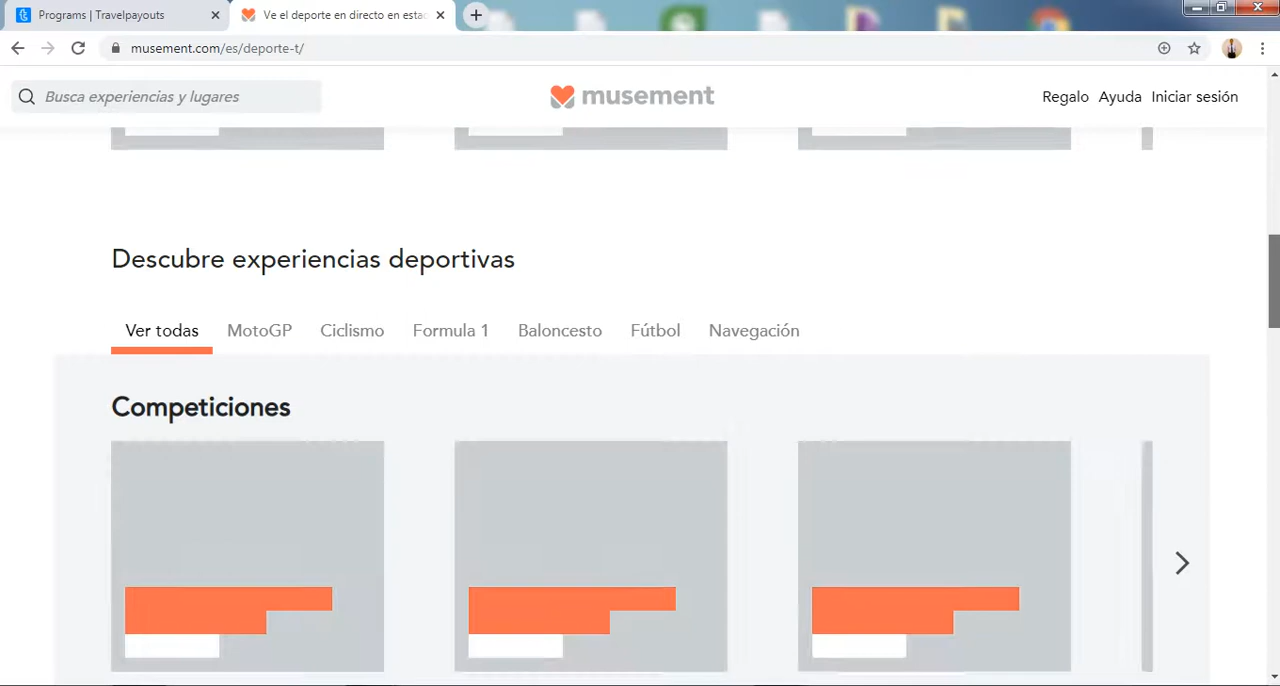 Programs | Travelpayouts
Ve el deporte en directo en esta
musement.com/es/deporte-t/
Busca experiencias y lugares
musement
Regalo Ayuda Iniciar sesión
Descubre experiencias deportivas
Ver todas MotoGP Ciclismo Formula 1 Baloncesto Fútbol Navegación
Competiciones